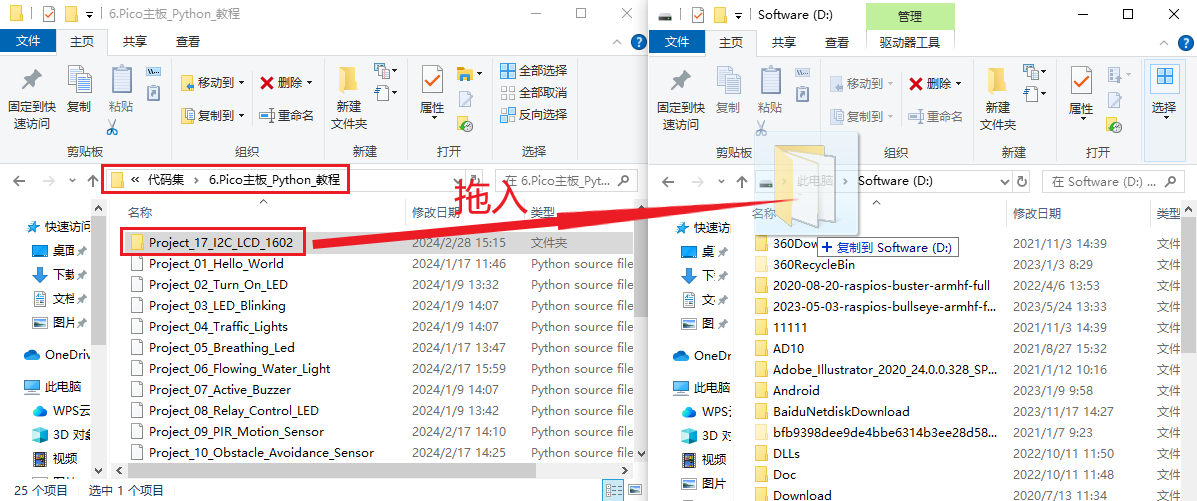 6.Pico主板_Python_教程
文件
主页
共享
查看
固定到快
速访问
复制
粘贴
移动到
复制到
删除
重命名
新建
文件夹
属性
全部选择
全部取消
反向选择
剪贴板
组织
新建
打开
选择
« 代码集 › 6.Pico主板_Python_教程
在 6.Pico主板_Pyt...
名称
修改日期
类型
快速访问
桌面
下载
文档
图片
OneDriv
此电脑
WPS云
3D 对象
视频
图片
Project_17_I2C_LCD_1602 2024/2/28 15:15 文件夹
Project_01_Hello_World 2024/1/17 11:46 Python source file
Project_02_Turn_On_LED 2024/1/9 13:32 Python source file
Project_03_LED_Blinking 2024/1/9 14:07 Python source file
Project_04_Traffic_Lights 2024/1/9 14:07 Python source file
Project_05_Breathing_Led 2024/1/17 13:47 Python source file
Project_06_Flowing_Water_Light 2024/2/17 15:59 Python source file
Project_07_Active_Buzzer 2024/1/9 14:07 Python source file
Project_08_Relay_Control_LED 2024/1/9 13:42 Python source file
Project_09_PIR_Motion_Sensor 2024/2/17 14:10 Python source file
Project_10_Obstacle_Avoidance_Sensor 2024/2/17 14:25 Python source file
25 个项目 选中 1 个项目
拖入
Software (D:)
管理
文件
主页
共享
查看
驱动器工具
固定到快
速访问
复制
粘贴
移动到
复制到
删除
重命名
新建
文件夹
属性
选择
剪贴板
组织
新建
打开
此电脑 › Software (D:)
在 Software (D:) ...
名称
修改日期
类型
快速访问
桌面
下
文
图
OneDriv
此电脑
WPS云
3D 对象
视频
图片
复制到 Software (D:)
360Dow 2021/11/3 14:39 文件
360RecycleBin 2023/1/3 8:29 文件
2020-08-20-raspios-buster-armhf-full 2022/4/6 13:53 文件
2023-05-03-raspios-bullseye-armhf-f... 2023/5/24 13:33 文件
11111 2021/11/3 14:39 文件
AD10 2021/8/27 15:32 文件
Adobe_Illustrator_2020_24.0.0.328_SP... 2021/1/12 10:16 文件
Android 2023/1/9 9:58 文件
BaiduNetdiskDownload 2023/11/17 14:27 文件
bfb9398dee9de4bbe6314b3ee28d58... 2021/1/7 9:23 文件
DLLs 2022/10/11 11:50 文件
Doc 2022/10/11 11:48 文件
Download 2020/7/13 11:34 文件